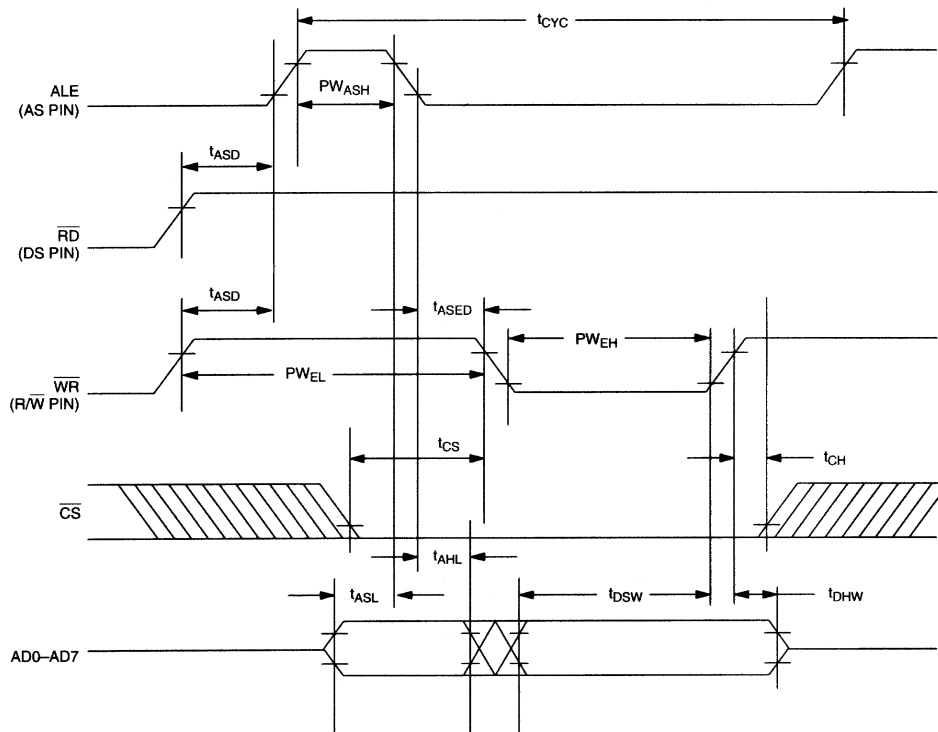 tCYC
ALE
(AS PIN)
PWASH
tASD
RD
(DS PIN)
tASD
tASED
PWEH
WR
(R/W PIN)
PWEL
tCS
tCH
CS
tAHL
tASL
tDSW
tDHW
AD0–AD7